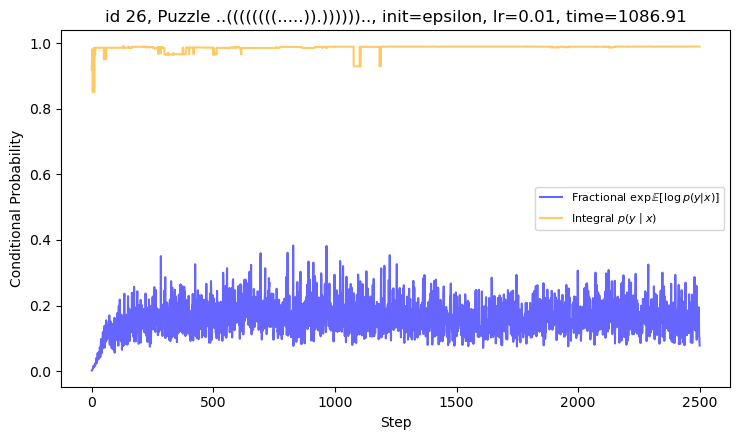 id 26, Puzzle ..((((((((.....)).)))))).., init=epsilon, lr=0.01, time=1086.91
1.0
0.8
0.6
0.4
0.2
0.0
Conditional Probability
Fractional exp𝔼[log p(y|x)]
Integral p(y | x)
0
500
1000
1500
2000
2500
Step